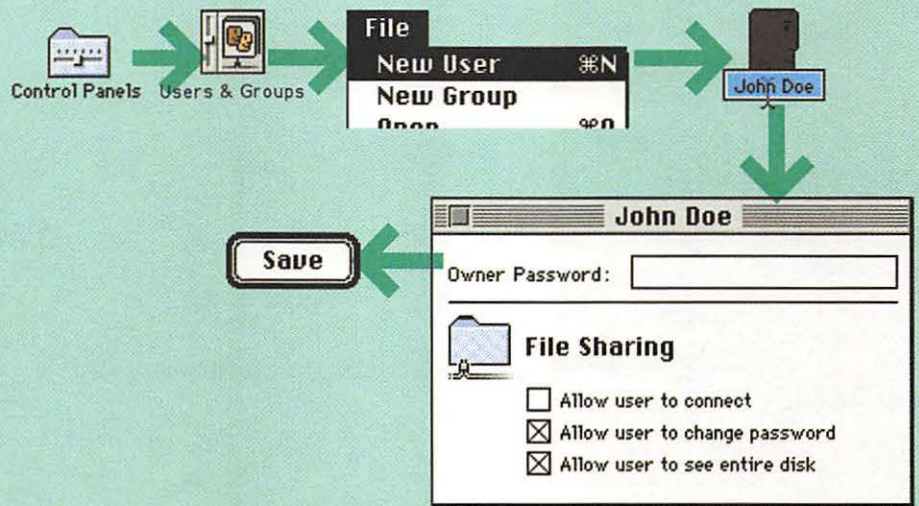 Control Panels
Users & Groups
File
New User ⌘N
New Group
Open ⌘O
John Doe
John Doe
Owner Password:
File Sharing
Allow user to connect
Allow user to change password
Allow user to see entire disk
Save